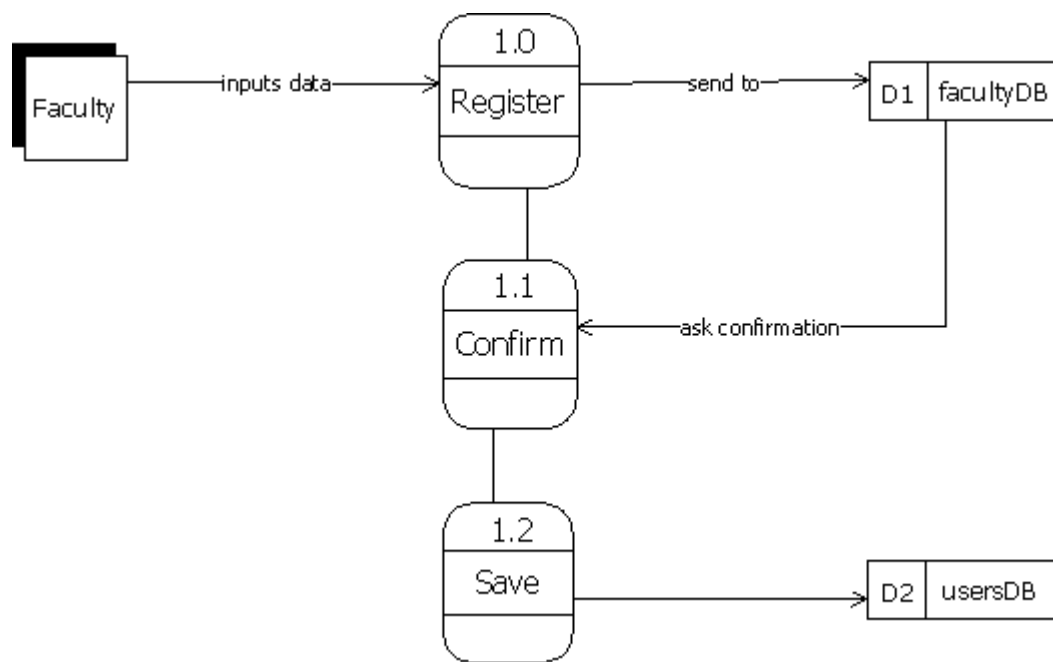 1.0
Faculty
inputs data
Register
send to
D1
facultyDB
1.1
Confirm
ask confirmation
1.2
Save
D2
usersDB